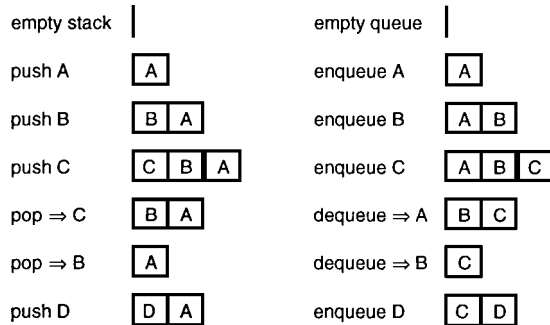 empty stack
push A
A
push B
B A
push C
C B A
pop ⇒ C
B A
pop ⇒ B
A
push D
D A
empty queue
enqueue A
A
enqueue B
A B
enqueue C
A B C
dequeue ⇒ A
B C
dequeue ⇒ B
C
enqueue D
C D